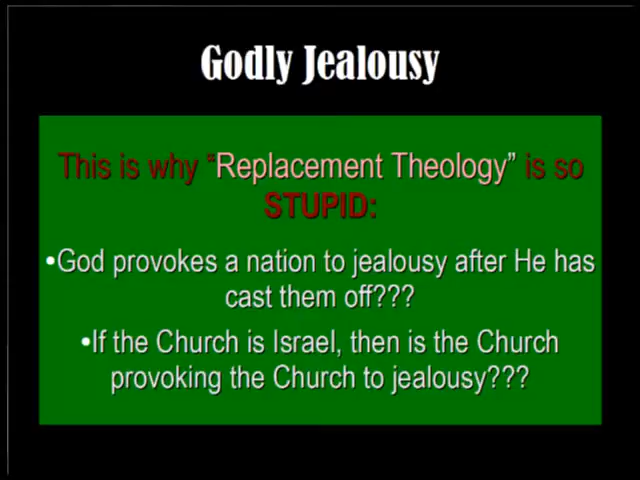 Godly Jealousy
This is why “Replacement Theology” is so
STUPID:
•God provokes a nation to jealousy after He has
cast them off???
•If the Church is Israel, then is the Church
provoking the Church to jealousy???